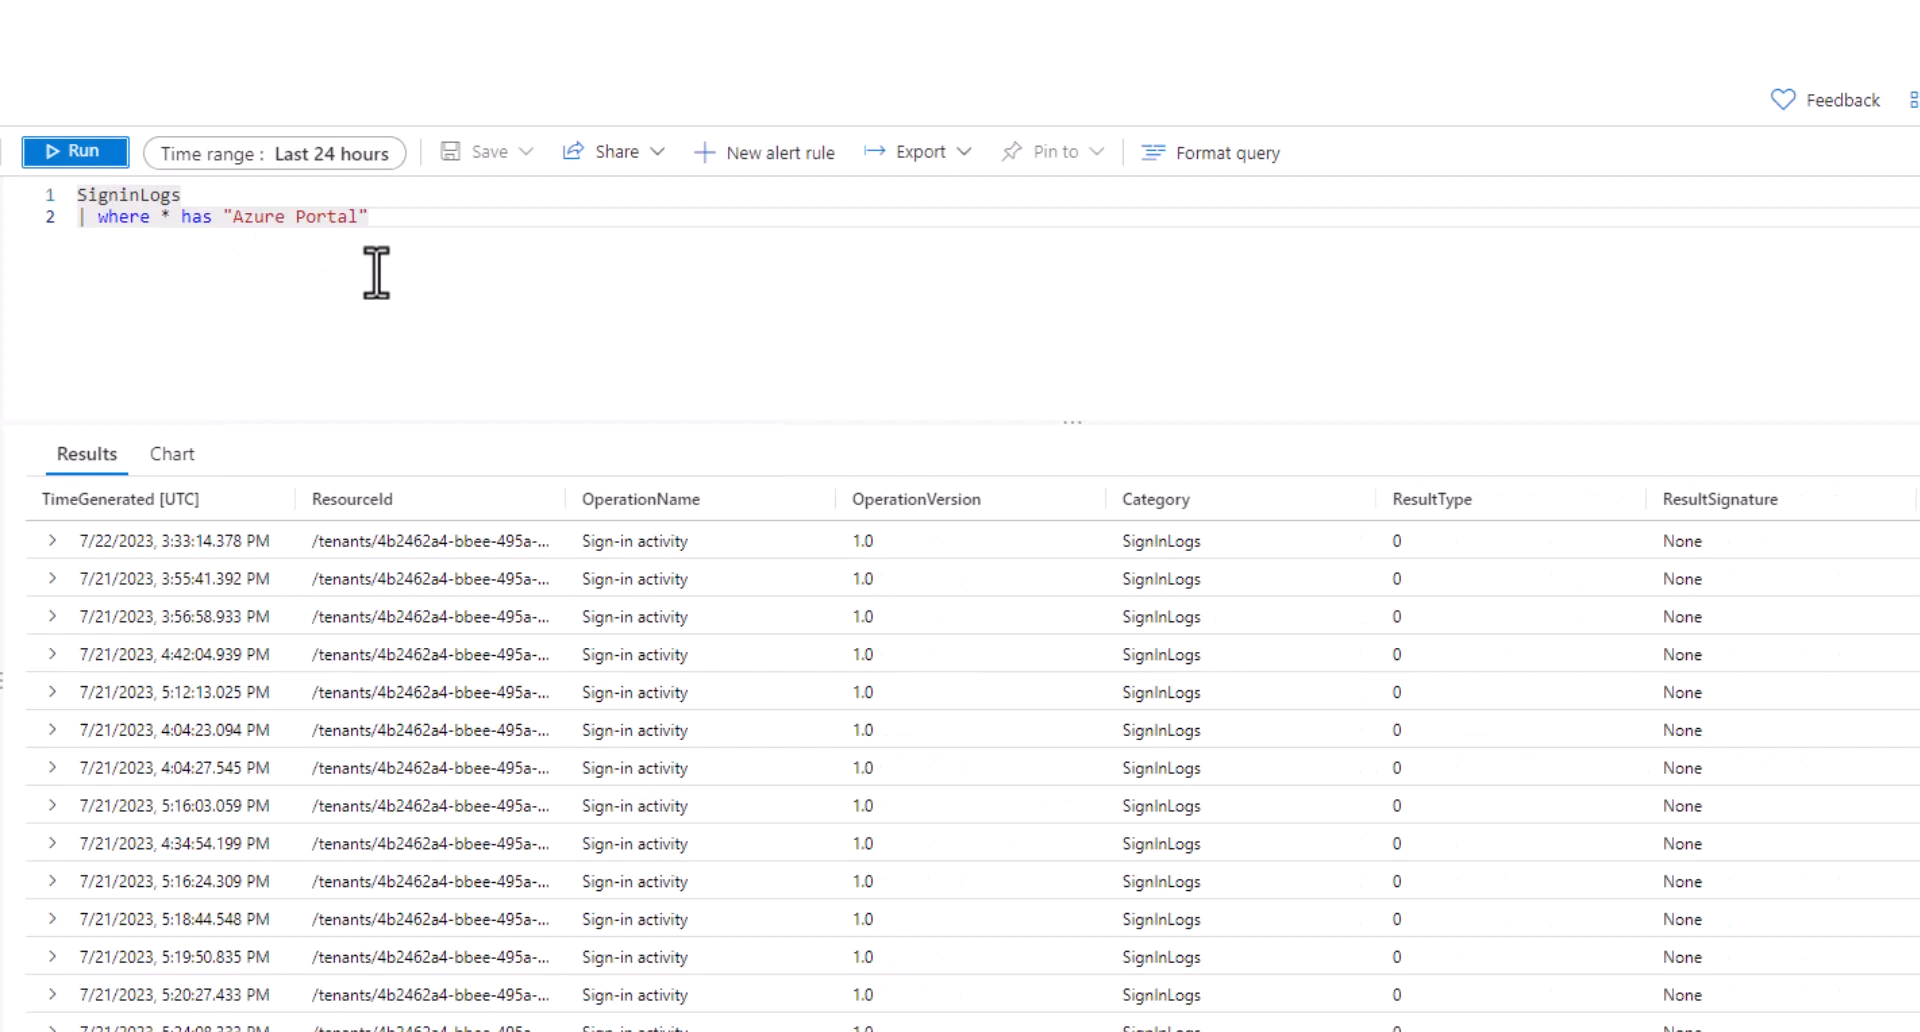 Feedback
Run Time range : Last 24 hours Save Share New alert rule Export Pin to Format query
1 SigninLogs
2 | where * has "Azure Portal"
Results Chart
TimeGenerated [UTC] ResourceId OperationName OperationVersion Category ResultType ResultSignature
7/22/2023, 3:33:14.378 PM /tenants/4b2462a4-bbee-495a-... Sign-in activity 1.0 SignInLogs 0 None
7/21/2023, 3:55:41.392 PM /tenants/4b2462a4-bbee-495a-... Sign-in activity 1.0 SignInLogs 0 None
7/21/2023, 3:56:58.933 PM /tenants/4b2462a4-bbee-495a-... Sign-in activity 1.0 SignInLogs 0 None
7/21/2023, 4:42:04.939 PM /tenants/4b2462a4-bbee-495a-... Sign-in activity 1.0 SignInLogs 0 None
7/21/2023, 5:12:13.025 PM /tenants/4b2462a4-bbee-495a-... Sign-in activity 1.0 SignInLogs 0 None
7/21/2023, 4:04:23.094 PM /tenants/4b2462a4-bbee-495a-... Sign-in activity 1.0 SignInLogs 0 None
7/21/2023, 4:04:27.545 PM /tenants/4b2462a4-bbee-495a-... Sign-in activity 1.0 SignInLogs 0 None
7/21/2023, 5:16:03.059 PM /tenants/4b2462a4-bbee-495a-... Sign-in activity 1.0 SignInLogs 0 None
7/21/2023, 4:34:54.199 PM /tenants/4b2462a4-bbee-495a-... Sign-in activity 1.0 SignInLogs 0 None
7/21/2023, 5:16:24.309 PM /tenants/4b2462a4-bbee-495a-... Sign-in activity 1.0 SignInLogs 0 None
7/21/2023, 5:18:44.548 PM /tenants/4b2462a4-bbee-495a-... Sign-in activity 1.0 SignInLogs 0 None
7/21/2023, 5:19:50.835 PM /tenants/4b2462a4-bbee-495a-... Sign-in activity 1.0 SignInLogs 0 None
7/21/2023, 5:20:27.433 PM /tenants/4b2462a4-bbee-495a-... Sign-in activity 1.0 SignInLogs 0 None